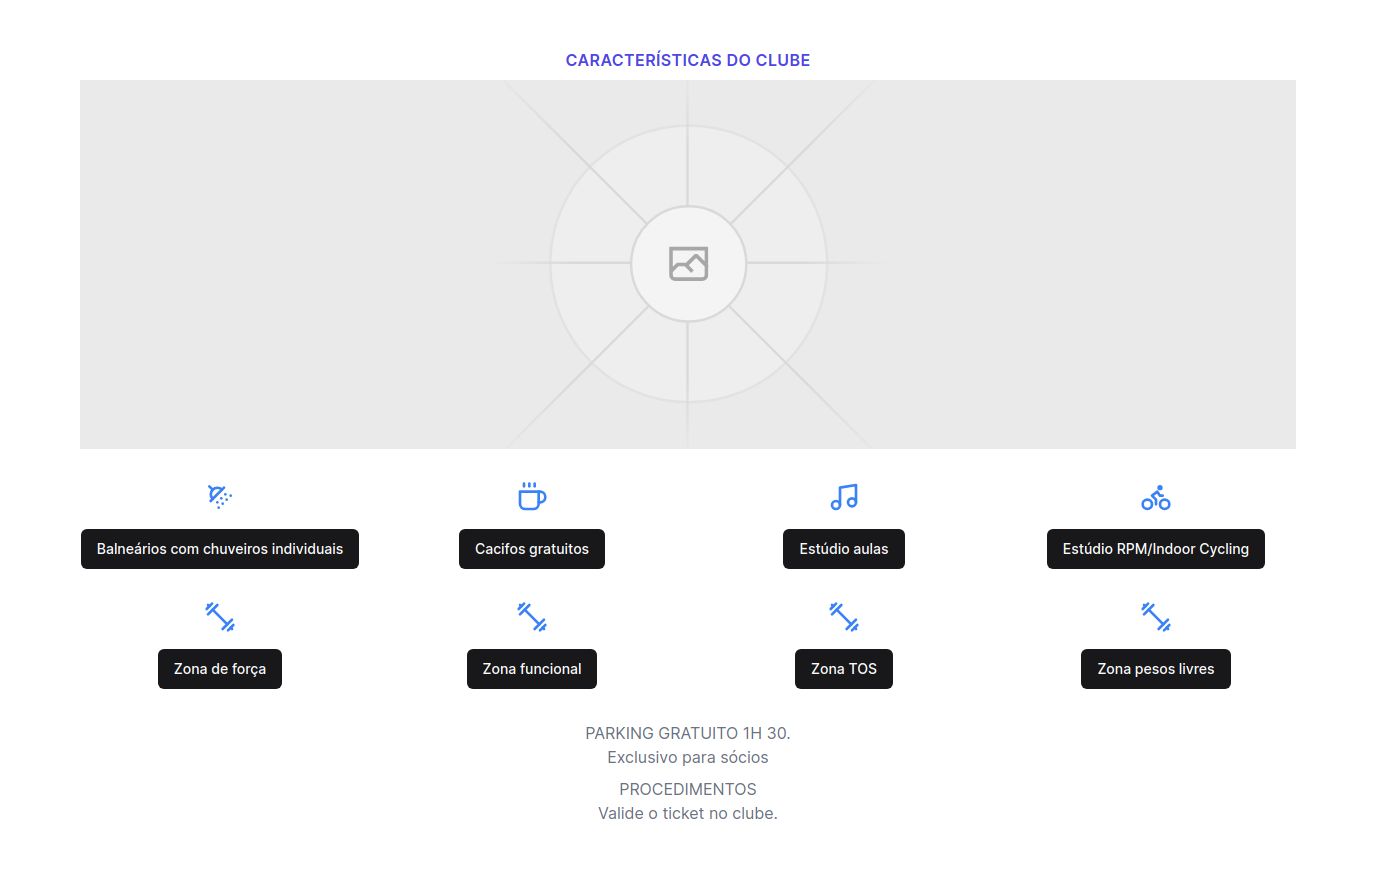 CARACTERÍSTICAS DO CLUBE
Balneários com chuveiros individuais
Cacifos gratuitos
Estúdio aulas
Estúdio RPM/Indoor Cycling
Zona de força
Zona funcional
Zona TOS
Zona pesos livres
PARKING GRATUITO 1H 30.
Exclusivo para sócios
PROCEDIMENTOS
Valide o ticket no clube.